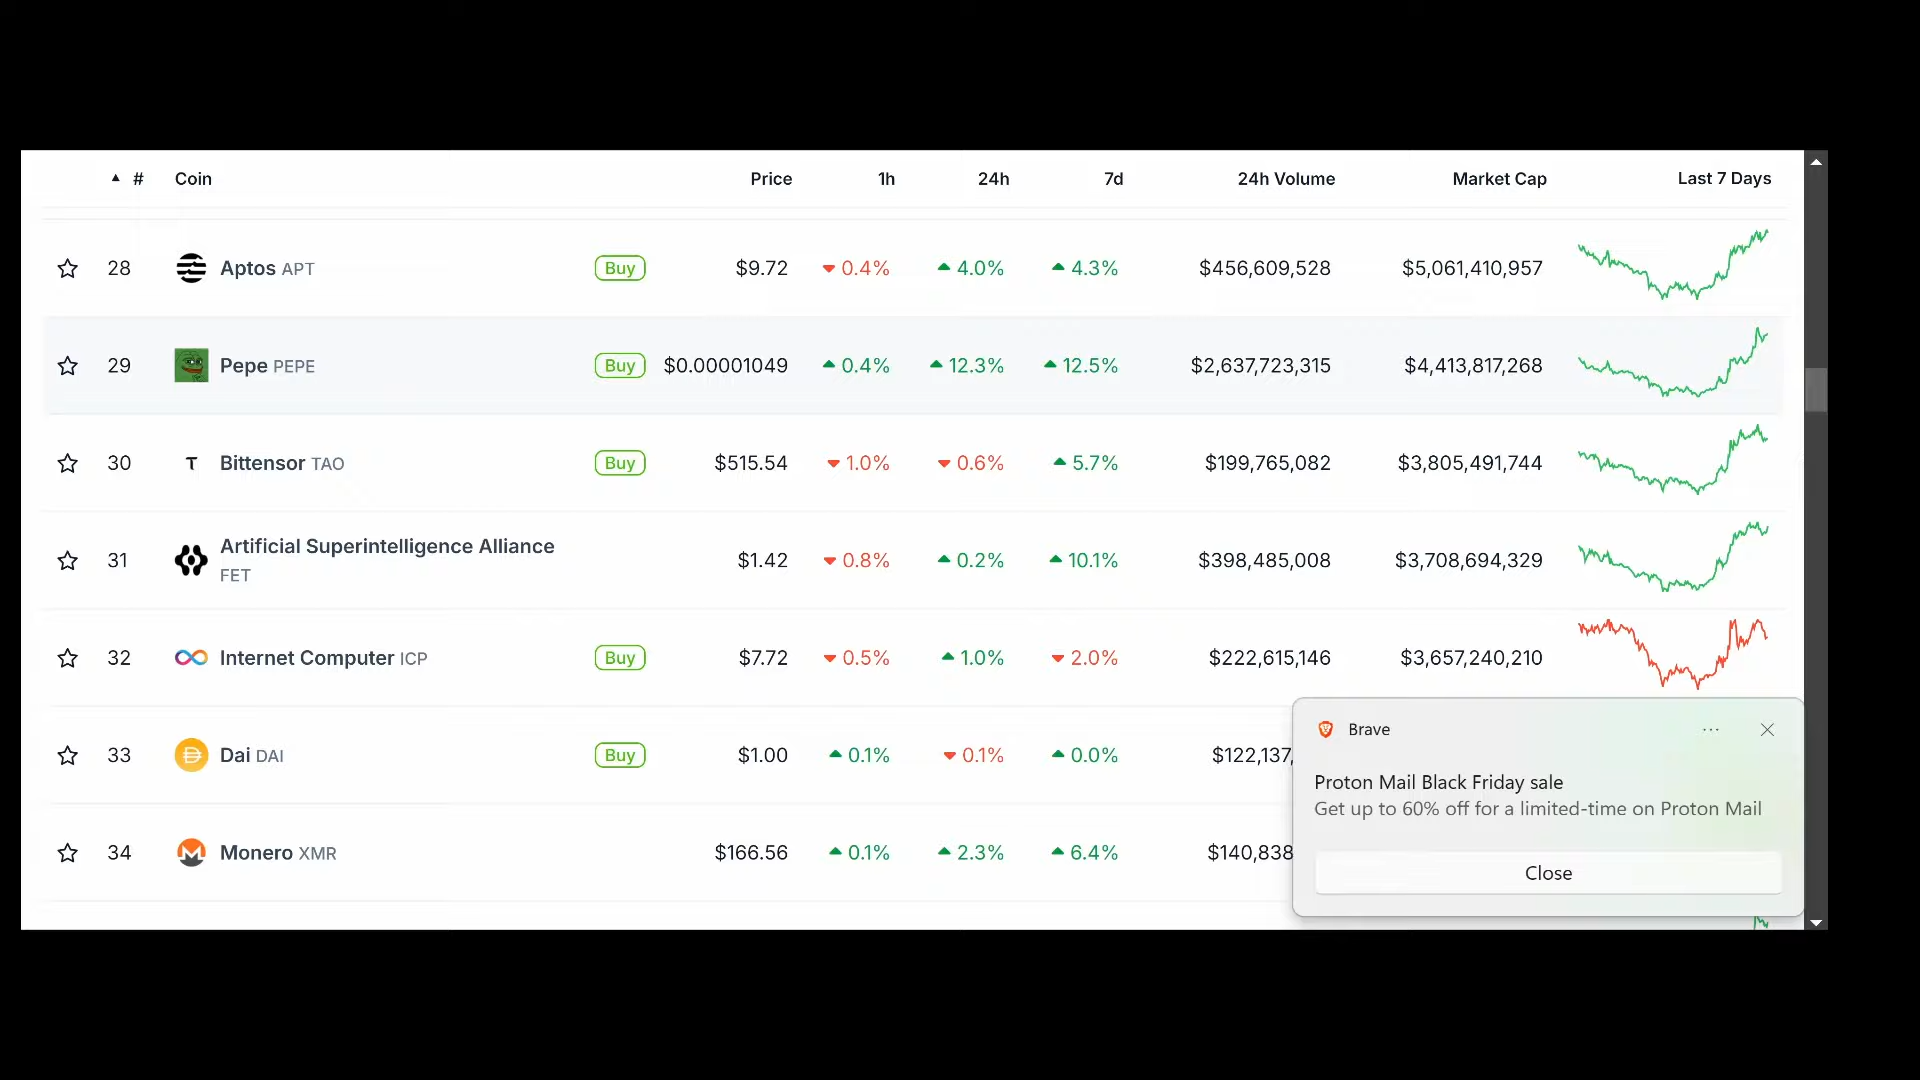 # Coin Price 1h 24h 7d 24h Volume Market Cap Last 7 Days
28 Aptos APT Buy $9.72 0.4% 4.0% 4.3% $456,609,528 $5,061,410,957
29 Pepe PEPE Buy $0.00001049 0.4% 12.3% 12.5% $2,637,723,315 $4,413,817,268
30 Bittensor TAO Buy $515.54 1.0% 0.6% 5.7% $199,765,082 $3,805,491,744
31 Artificial Superintelligence Alliance
FET $1.42 0.8% 0.2% 10.1% $398,485,008 $3,708,694,329
32 Internet Computer ICP Buy $7.72 0.5% 1.0% 2.0% $222,615,146 $3,657,240,210
33 Dai DAI Buy $1.00 0.1% 0.1% 0.0% $122,137,
34 Monero XMR $166.56 0.1% 2.3% 6.4% $140,838
Brave
Proton Mail Black Friday sale
Get up to 60% off for a limited-time on Proton Mail
Close